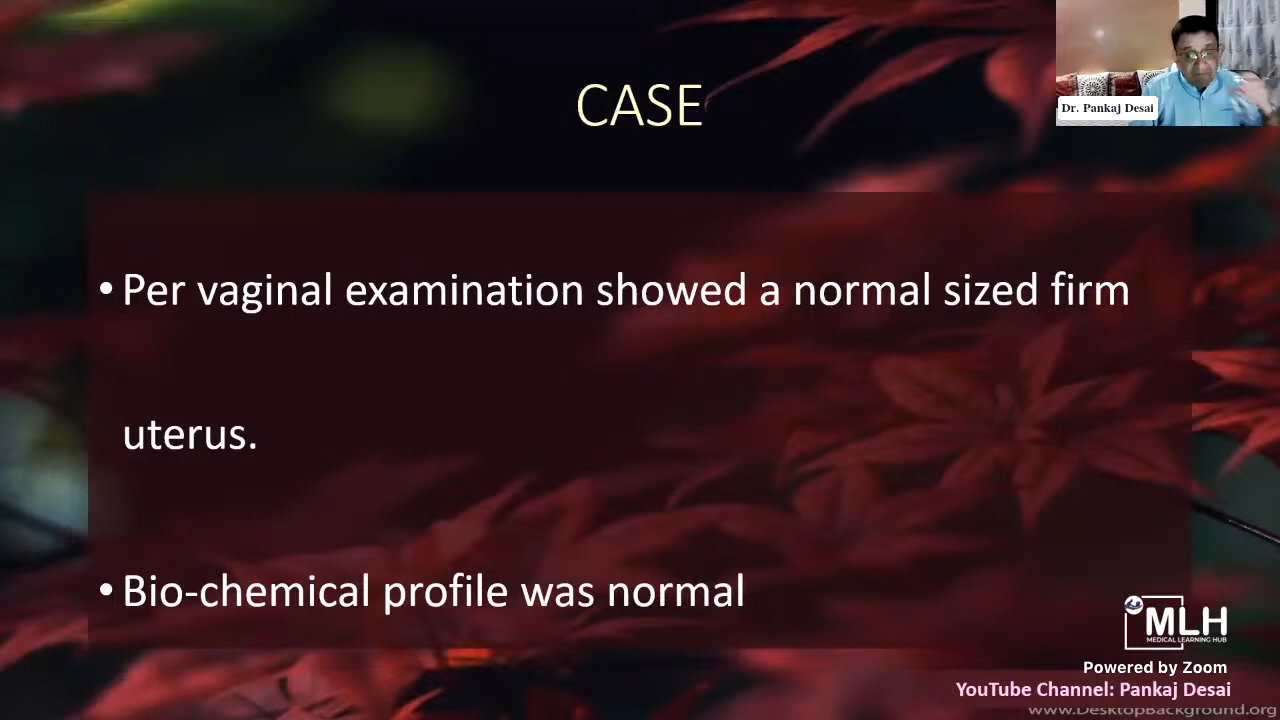 CASE
Dr. Pankaj Desai
• Per vaginal examination showed a normal sized firm
uterus.
• Bio-chemical profile was normal
MLH
MEDICAL LEARNING HUB
Powered by Zoom
YouTube Channel: Pankaj Desai
www.DesktopBackground.org